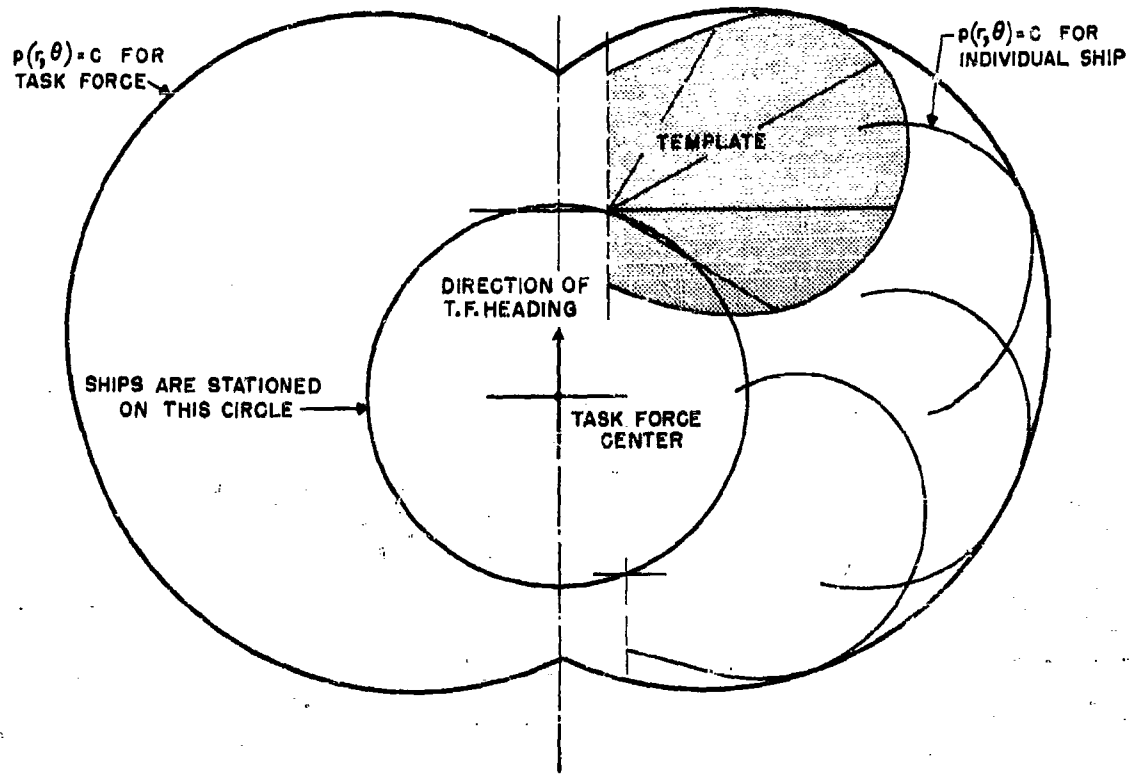 p(r,θ)=C FOR
TASK FORCE
p(r,θ)=C FOR
INDIVIDUAL SHIP
TEMPLATE
DIRECTION OF
T.F. HEADING
SHIPS ARE STATIONED
ON THIS CIRCLE
TASK FORCE
CENTER